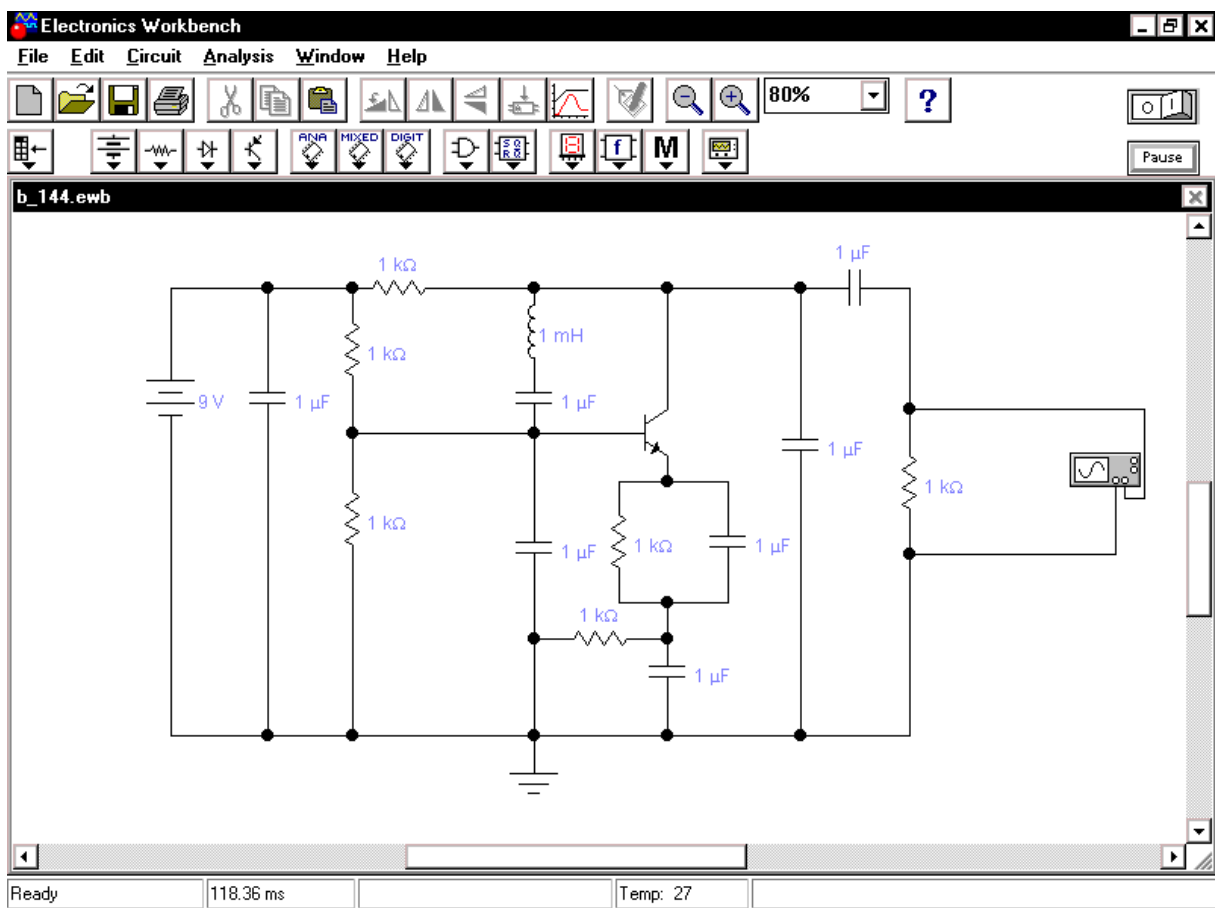 Electronics Workbench
File Edit Circuit Analysis Window Help
80% ?
ANA MIXED DIGIT
M
Pause
b_144.ewb
1 µF
1 kΩ
1 mH
1 kΩ
9 V 1 µF 1 µF
1 µF
1 kΩ
1 kΩ 1 µF 1 kΩ 1 µF
1 kΩ
1 µF
Ready 118.36 ms Temp: 27